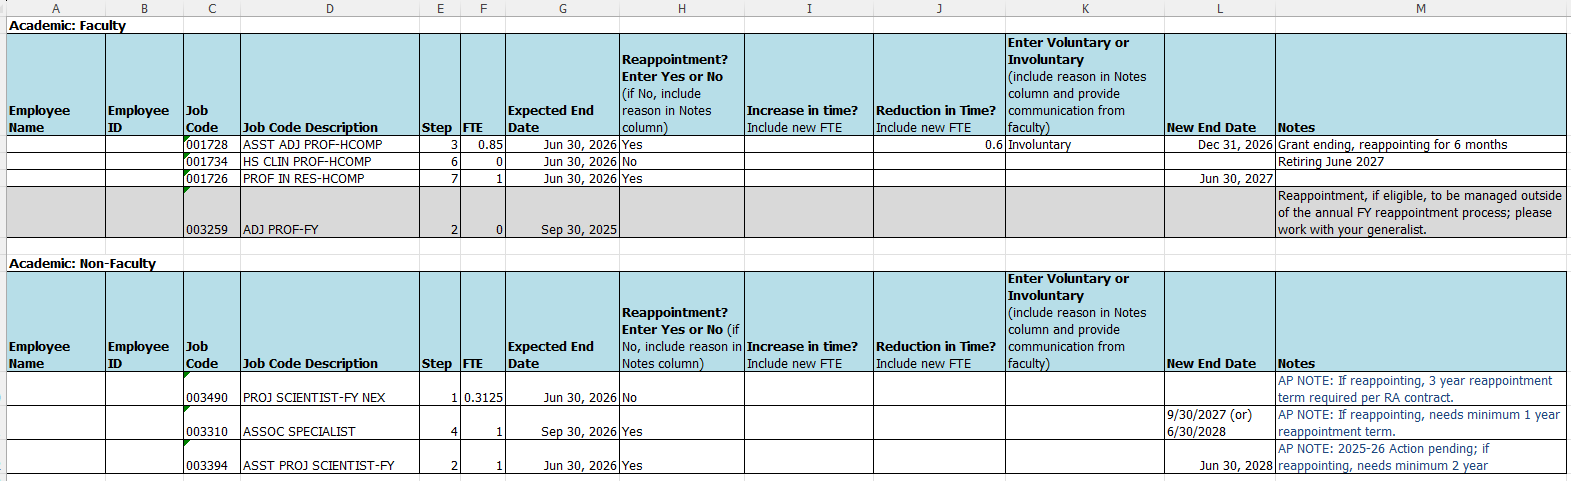 A B C D E F G H I J K L M
Academic: Faculty
Employee Name Employee ID Job Code Job Code Description Step FTE Expected End Date Reappointment? Enter Yes or No (if No, include reason in Notes column) Increase in time? Include new FTE Reduction in Time? Include new FTE Enter Voluntary or Involuntary (include reason in Notes column and provide communication from faculty) New End Date Notes
001728 ASST ADJ PROF-HCOMP 3 0.85 Jun 30, 2026 Yes 0.6 Involuntary Dec 31, 2026 Grant ending, reappointing for 6 months
001734 HS CLIN PROF-HCOMP 6 0 Jun 30, 2026 No Retiring June 2027
001726 PROF IN RES-HCOMP 7 1 Jun 30, 2026 Yes Jun 30, 2027
003259 ADJ PROF-FY 2 0 Sep 30, 2025 Reappointment, if eligible, to be managed outside of the annual FY reappointment process; please work with your generalist.
Academic: Non-Faculty
Employee Name Employee ID Job Code Job Code Description Step FTE Expected End Date Reappointment? Enter Yes or No (if No, include reason in Notes column) Increase in time? Include new FTE Reduction in Time? Include new FTE Enter Voluntary or Involuntary (include reason in Notes column and provide communication from faculty) New End Date Notes
003490 PROJ SCIENTIST-FY NEX 1 0.3125 Jun 30, 2026 No AP NOTE: If reappointing, 3 year reappointment term required per RA contract.
003310 ASSOC SPECIALIST 4 1 Sep 30, 2026 Yes 9/30/2027 (or) 6/30/2028 AP NOTE: If reappointing, needs minimum 1 year reappointment term.
003394 ASST PROJ SCIENTIST-FY 2 1 Jun 30, 2026 Yes Jun 30, 2028 AP NOTE: 2025-26 Action pending; if reappointing, needs minimum 2 year